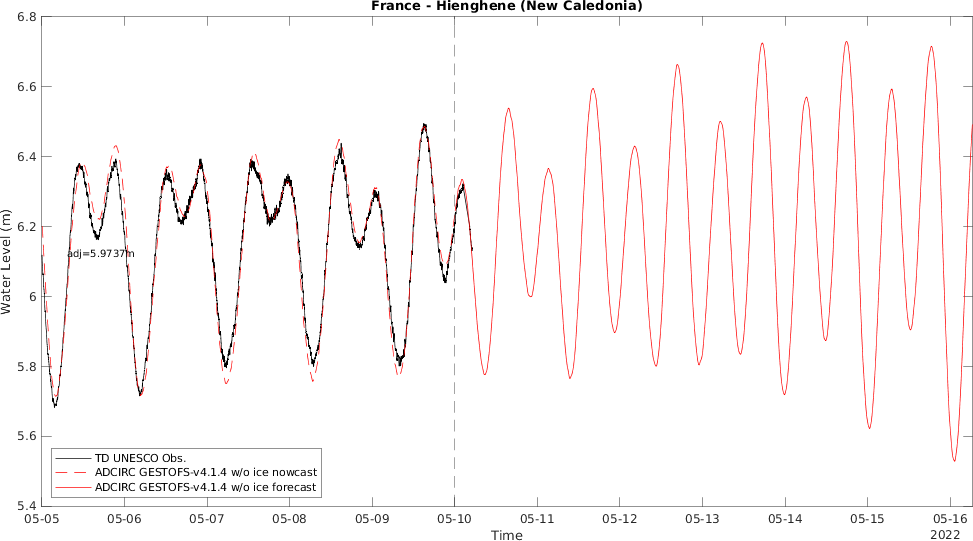 France - Hienghene (New Caledonia)
Water Level (m)
6.8
6.6
6.4
6.2
6
5.8
5.6
5.4
adj=5.9737m
TD UNESCO Obs.
ADCIRC GESTOFS-v4.1.4 w/o ice nowcast
ADCIRC GESTOFS-v4.1.4 w/o ice forecast
05-05 05-06 05-07 05-08 05-09 05-10 05-11 05-12 05-13 05-14 05-15 05-16
Time
2022